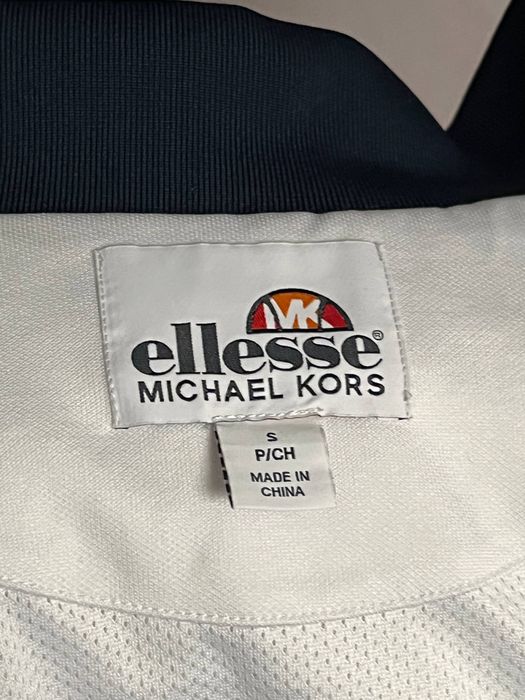 MK
ellesse®
MICHAEL KORS
S
P/CH
MADE IN
CHINA